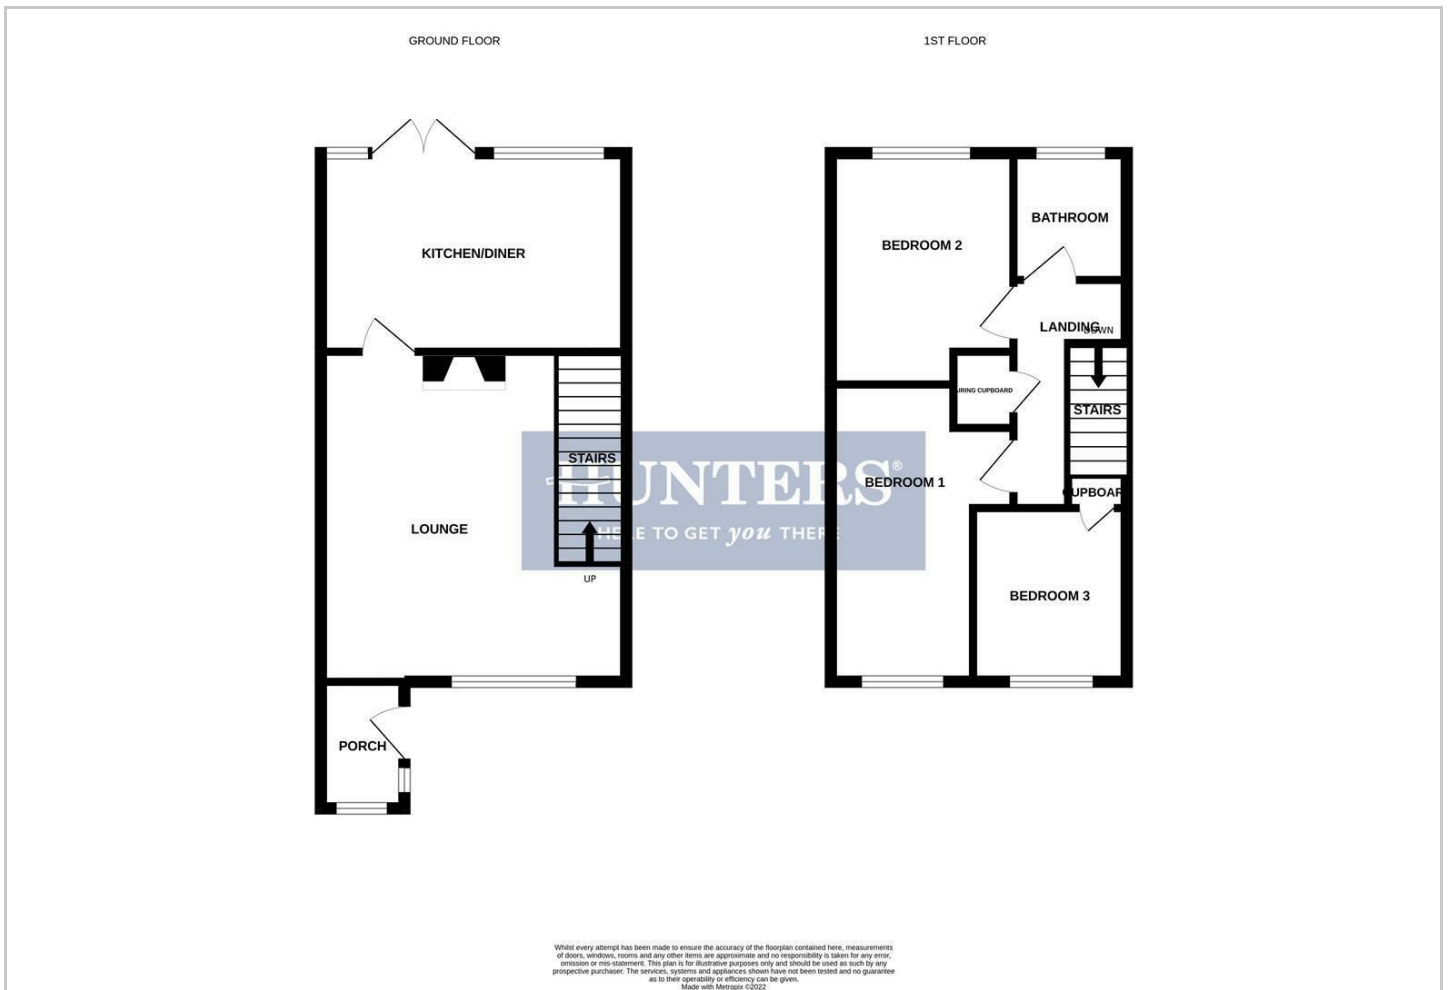 GROUND FLOOR
1ST FLOOR
KITCHEN/DINER
BEDROOM 2
BATHROOM
LANDING
DOWN
IRING CUPBOARD
STAIRS
STAIRS
HUNTERS®
HERE TO GET you THERE
BEDROOM 1
CUPBOAR
LOUNGE
UP
BEDROOM 3
PORCH
Whilst every attempt has been made to ensure the accuracy of the floorplan contained here, measurements
of doors, windows, rooms and any other items are approximate and no responsibility is taken for any error,
omission or mis-statement. This plan is for illustrative purposes only and should be used as such by any
prospective purchaser. The services, systems and appliances shown have not been tested and no guarantee
as to their operability or efficiency can be given.
Made with Metropix ©2022